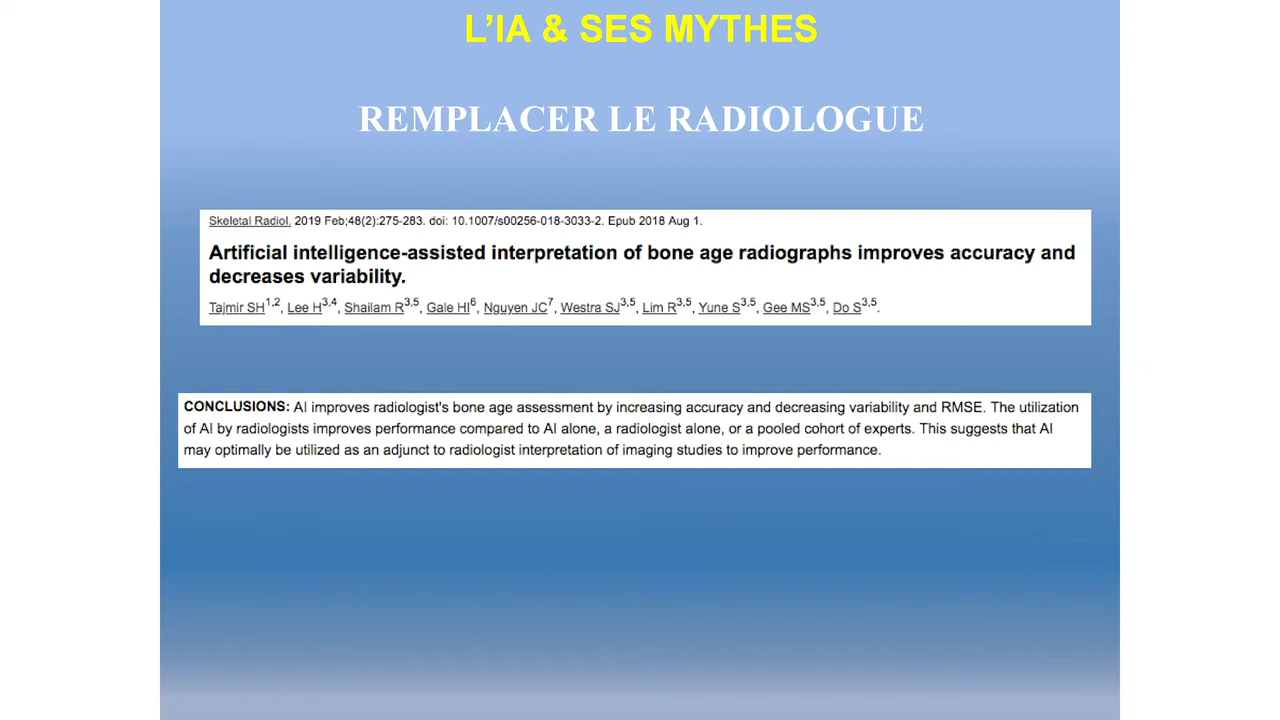 L’IA & SES MYTHES
REMPLACER LE RADIOLOGUE
Skeletal Radiol. 2019 Feb;48(2):275-283. doi: 10.1007/s00256-018-3033-2. Epub 2018 Aug 1.
Artificial intelligence-assisted interpretation of bone age radiographs improves accuracy and
decreases variability.
Tajmir SH1,2, Lee H3,4, Shailam R3,5, Gale HI6, Nguyen JC7, Westra SJ3,5, Lim R3,5, Yune S3,5, Gee MS3,5, Do S3,5.
CONCLUSIONS: AI improves radiologist's bone age assessment by increasing accuracy and decreasing variability and RMSE. The utilization
of AI by radiologists improves performance compared to AI alone, a radiologist alone, or a pooled cohort of experts. This suggests that AI
may optimally be utilized as an adjunct to radiologist interpretation of imaging studies to improve performance.